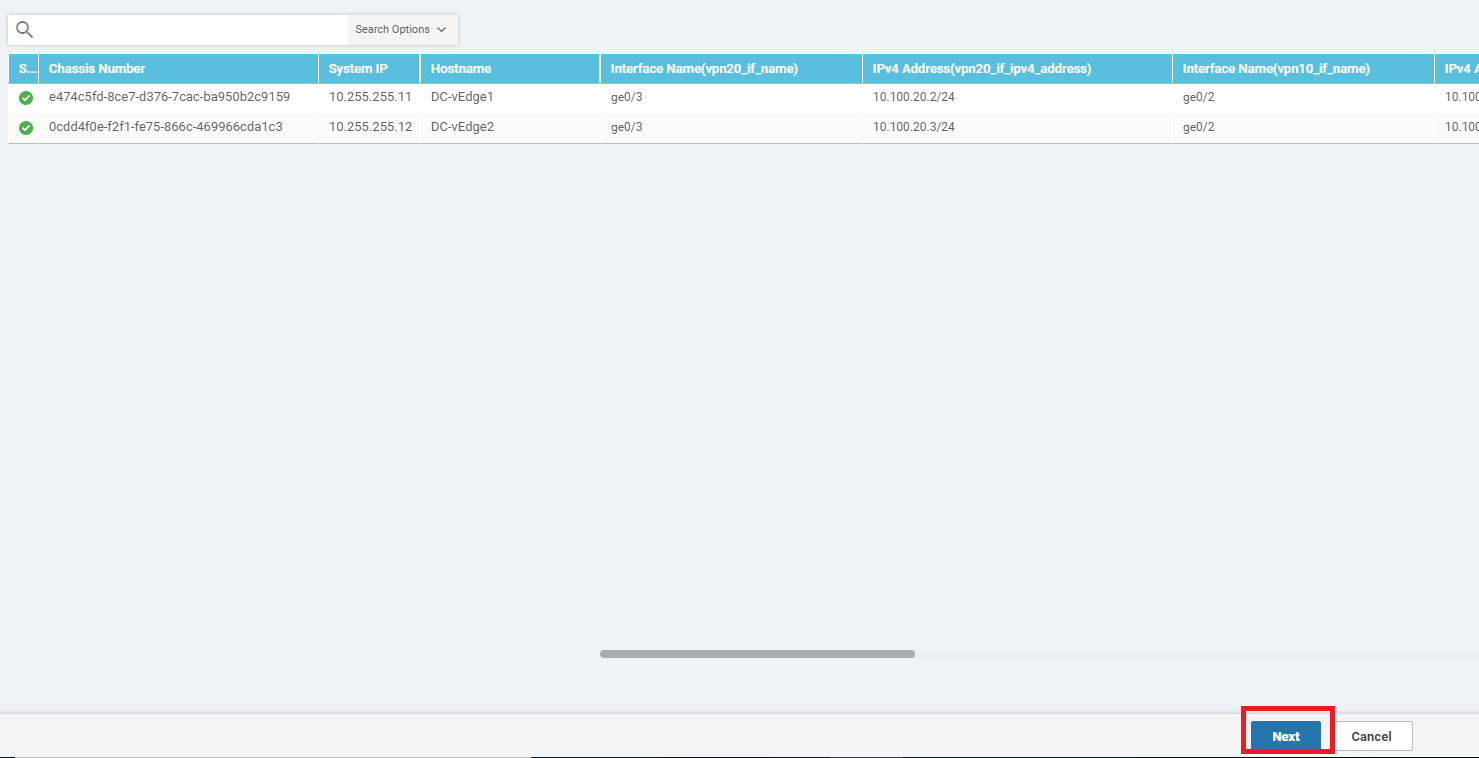 Search Options
S... Chassis Number System IP Hostname Interface Name(vpn20_if_name) IPv4 Address(vpn20_if_ipv4_address) Interface Name(vpn10_if_name) IPv4 A
e474c5fd-8ce7-d376-7cac-ba950b2c9159 10.255.255.11 DC-vEdge1 ge0/3 10.100.20.2/24 ge0/2 10.100
0cdd4f0e-f2f1-fe75-866c-469966cda1c3 10.255.255.12 DC-vEdge2 ge0/3 10.100.20.3/24 ge0/2 10.100
Next Cancel